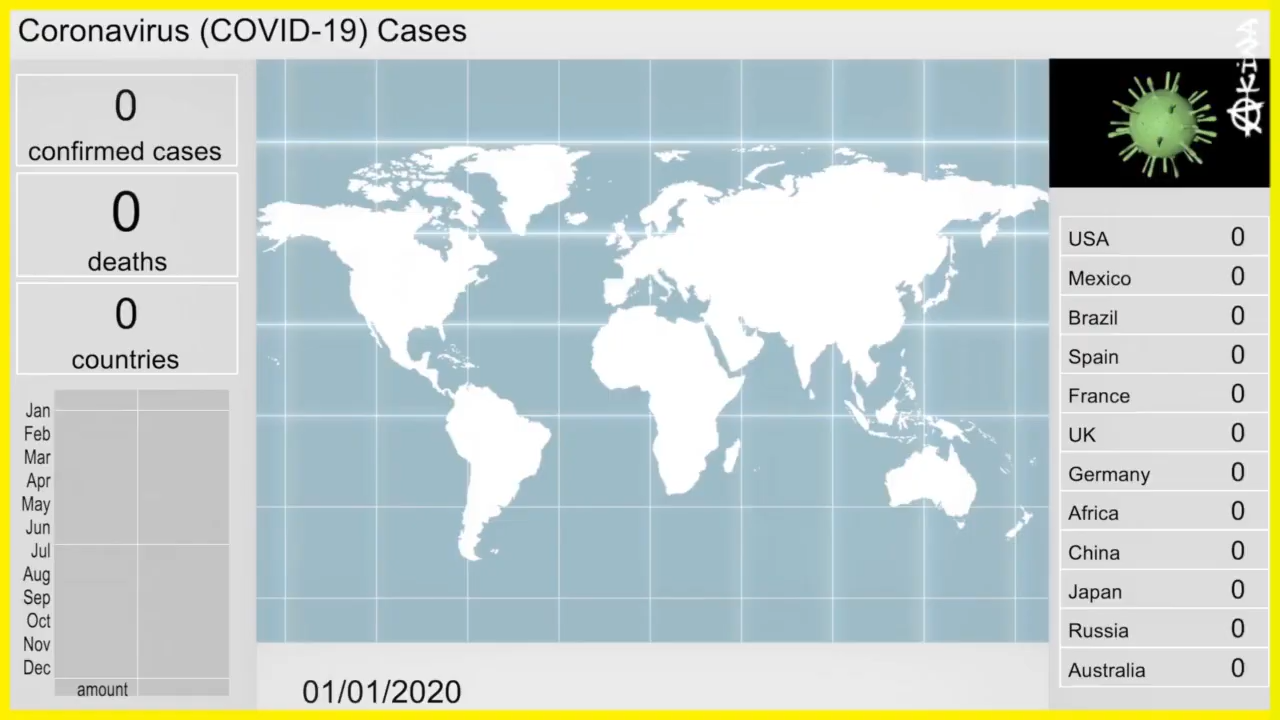 Coronavirus (COVID-19) Cases
AkiWA
0
confirmed cases
0
deaths
0
countries
Jan
Feb
Mar
Apr
May
Jun
Jul
Aug
Sep
Oct
Nov
Dec
amount
01/01/2020
USA 0
Mexico 0
Brazil 0
Spain 0
France 0
UK 0
Germany 0
Africa 0
China 0
Japan 0
Russia 0
Australia 0